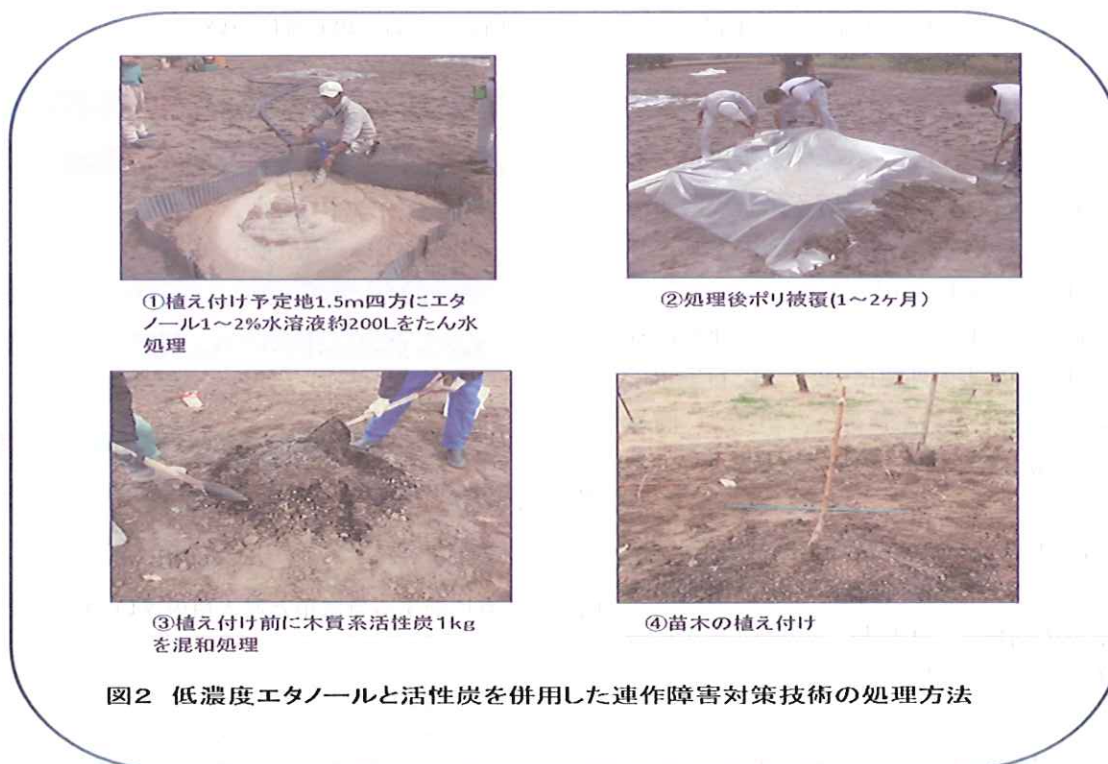 ①植え付け予定地1.5m四方にエタ
ノール1～2%水溶液約200Lをたん水
処理
②処理後ポリ被覆(1～2ヶ月)
③植え付け前に木質系活性炭1kg
を混和処理
④苗木の植え付け
図2 低濃度エタノールと活性炭を併用した連作障害対策技術の処理方法